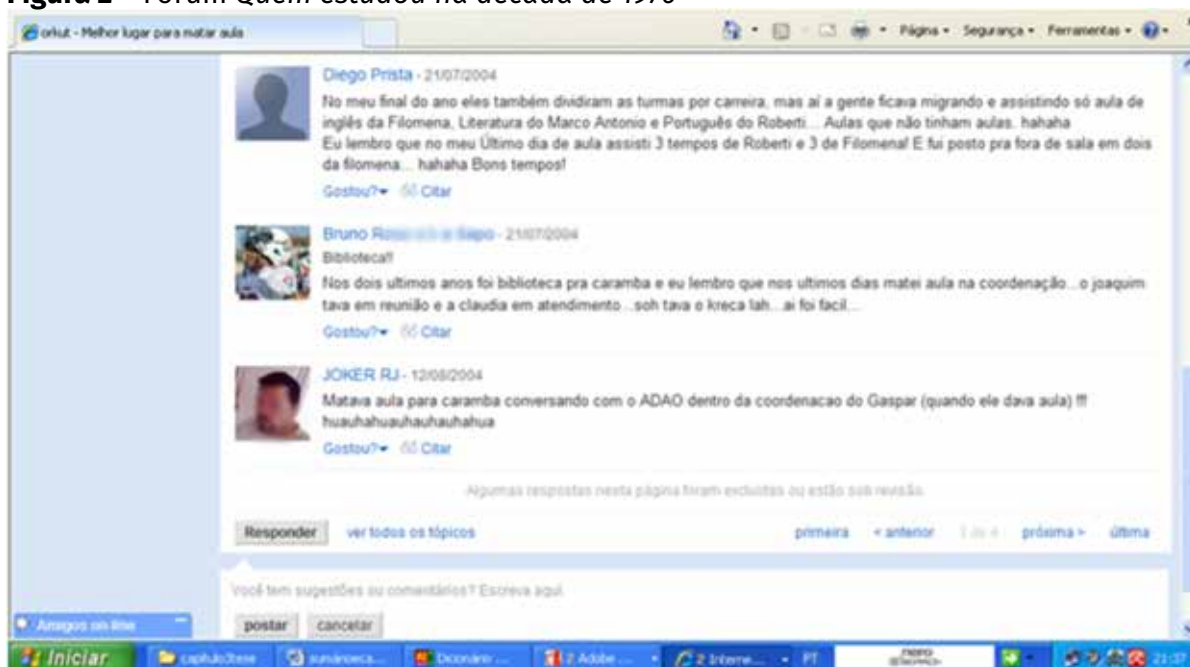 Figura 2 - Fórum Quem estudou na década de 1970
orkut - Melhor lugar para matar aula
Página
Segurança
Ferramentas
Diego Prista - 21/07/2004
No meu final do ano eles também dividiram as turmas por carreira, mas aí a gente ficava migrando e assistindo só aula de
inglês da Filomena, Literatura do Marco Antonio e Português do Roberti... Aulas que não tinham aulas. hahaha
Eu lembro que no meu Último dia de aula assisti 3 tempos de Roberti e 3 de Filomena! E fui posto pra fora de sala em dois
da filomena... hahaha Bons tempos!
Gostou? Citar
Bruno - 21/07/2004
Biblioteca!!
Nos dois ultimos anos foi biblioteca pra caramba e eu lembro que nos ultimos dias matei aula na coordenação...o joaquim
tava em reunião e a claudia em atendimento...soh tava o kreca lah...ai foi facil...
Gostou? Citar
JOKER RJ - 12/08/2004
Matava aula para caramba conversando com o ADAO dentro da coordenacao do Gaspar (quando ele dava aula) !!!
huauhahuauhauhauhahua
Gostou? Citar
Algumas respostas nesta página foram excluídas ou estão sob revisão.
Responder ver todos os tópicos primeira < anterior próxima > última
Você tem sugestões ou comentários? Escreva aqui.
postar cancelar
Amigos on-line
Iniciar
Dicionário ...
2 Adobe ...
2 Interne...
PT
21:37